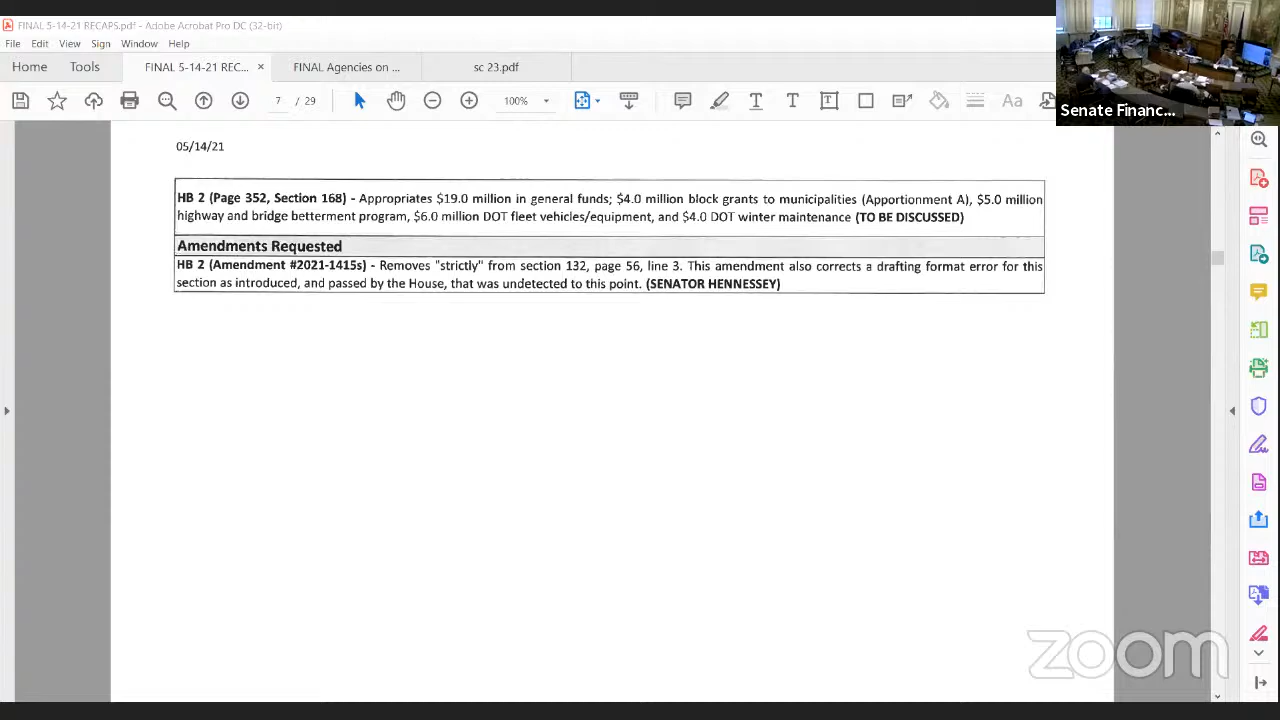 FINAL 5-14-21 RECAPS.pdf - Adobe Acrobat Pro DC (32-bit)
File Edit View Sign Window Help
Home Tools FINAL 5-14-21 REC... × FINAL Agencies on ... sc 23.pdf
7 / 29 100% Aa
Senate Financ...
05/14/21
HB 2 (Page 352, Section 168) - Appropriates $19.0 million in general funds; $4.0 million block grants to municipalities (Apportionment A), $5.0 million
highway and bridge betterment program, $6.0 million DOT fleet vehicles/equipment, and $4.0 DOT winter maintenance (TO BE DISCUSSED)
Amendments Requested
HB 2 (Amendment #2021-1415s) - Removes "strictly" from section 132, page 56, line 3. This amendment also corrects a drafting format error for this
section as introduced, and passed by the House, that was undetected to this point. (SENATOR HENNESSEY)
zoom